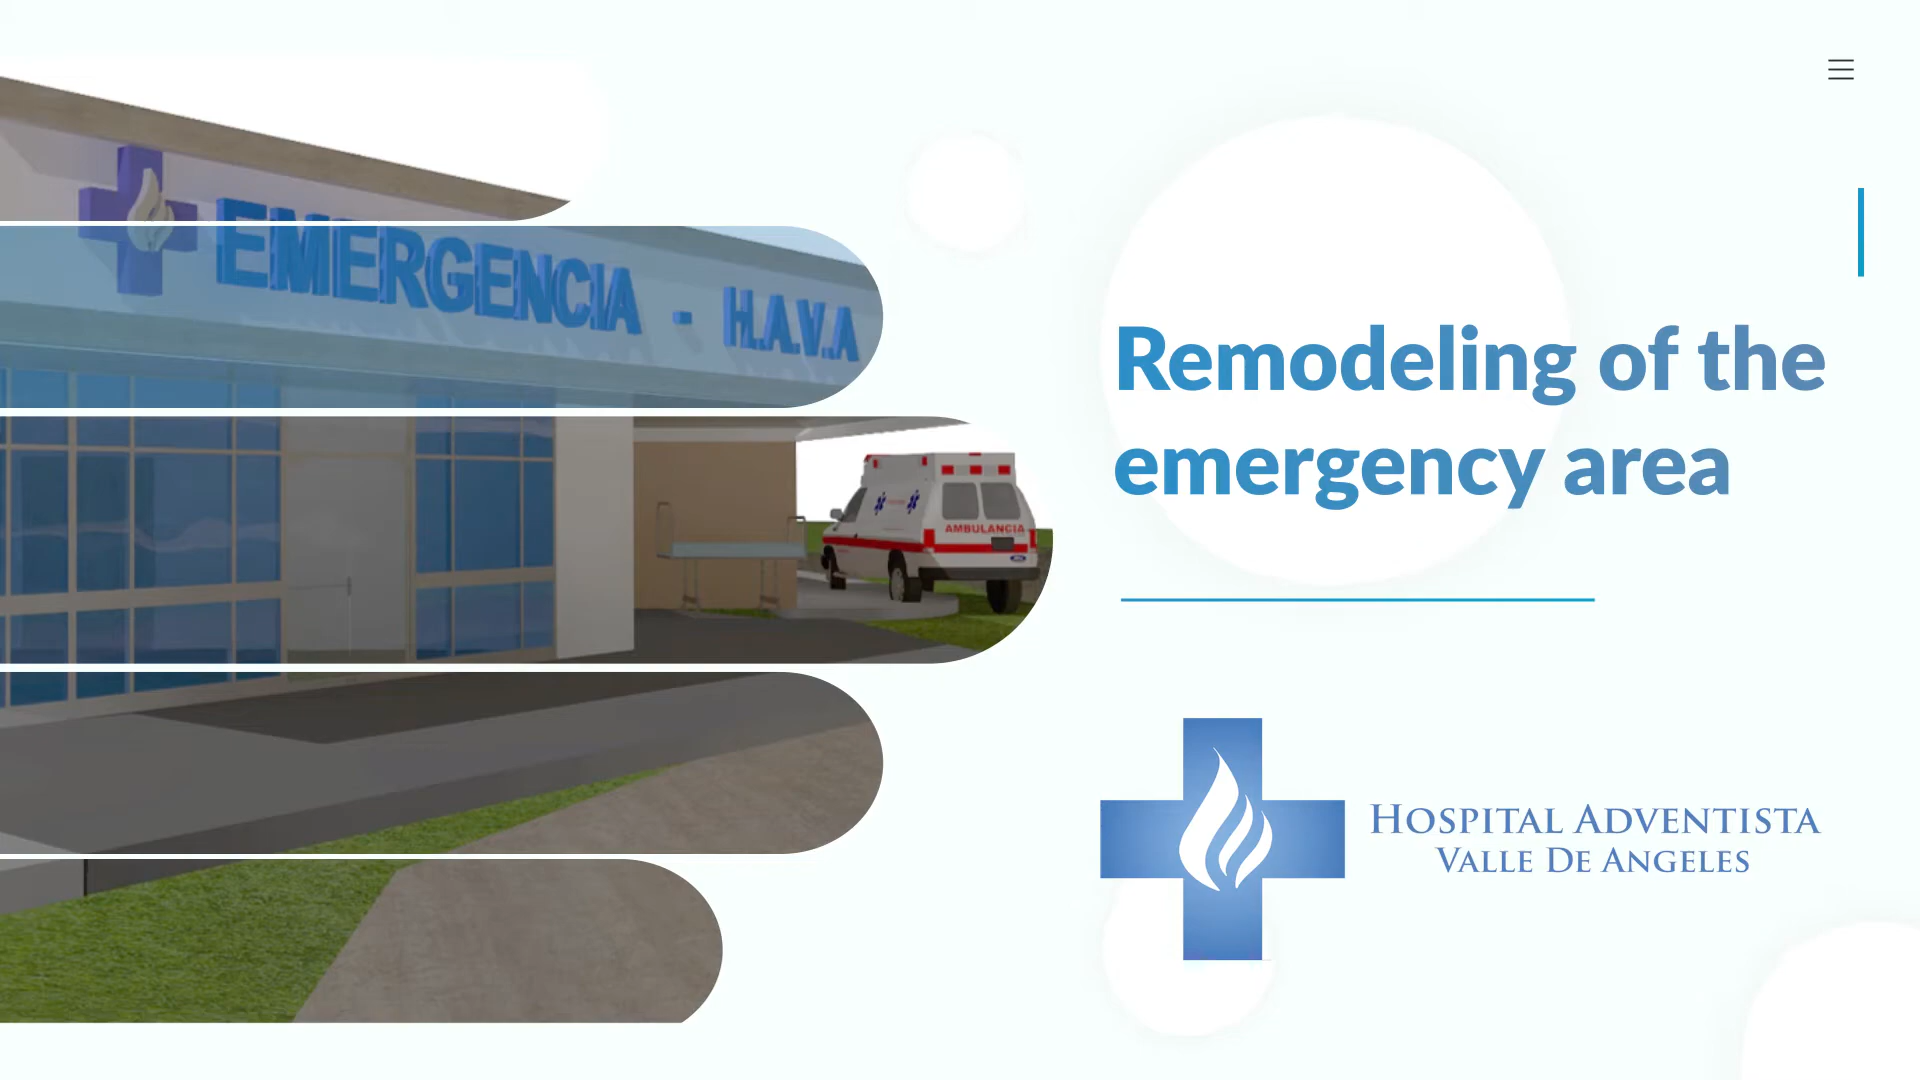 EMERGENCIA - H.A.V.A
AMBULANCIA
Remodeling of the
emergency area
HOSPITAL ADVENTISTA
VALLE DE ANGELES